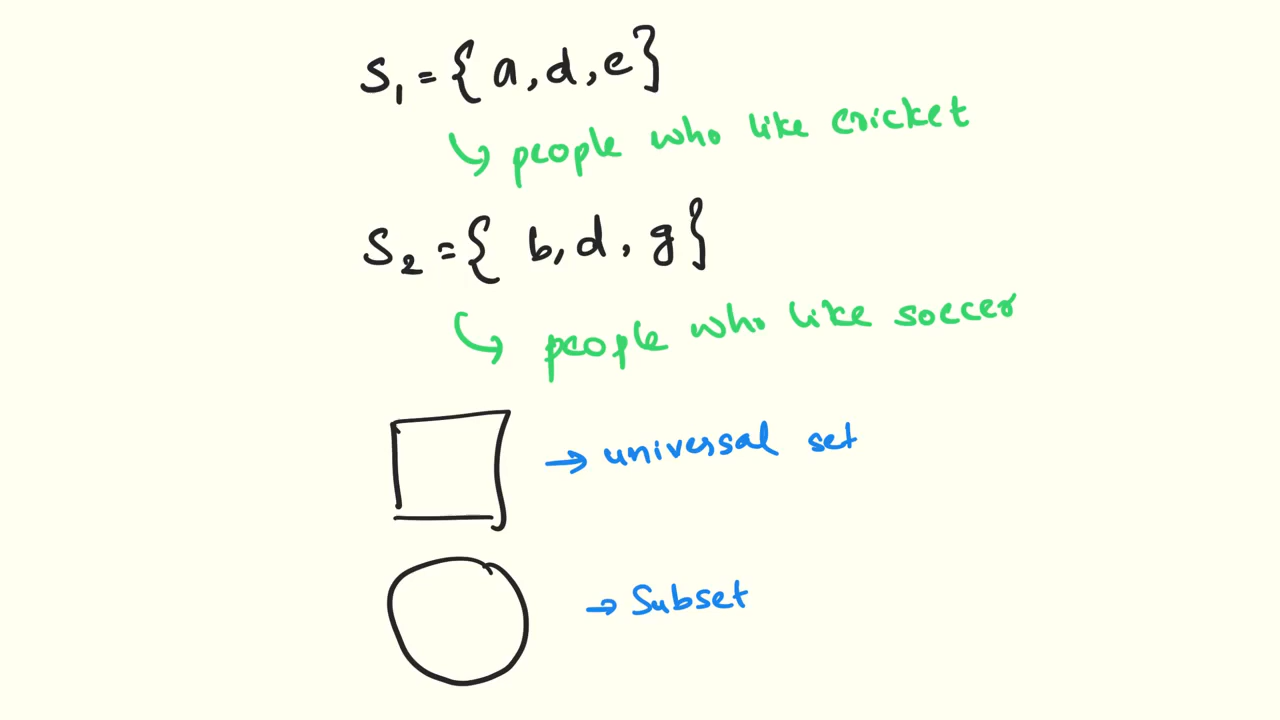 S₁ = { a, d, e }
↳ people who like cricket
S₂ = { b, d, g }
↳ people who like soccer
→ universal set
→ Subset